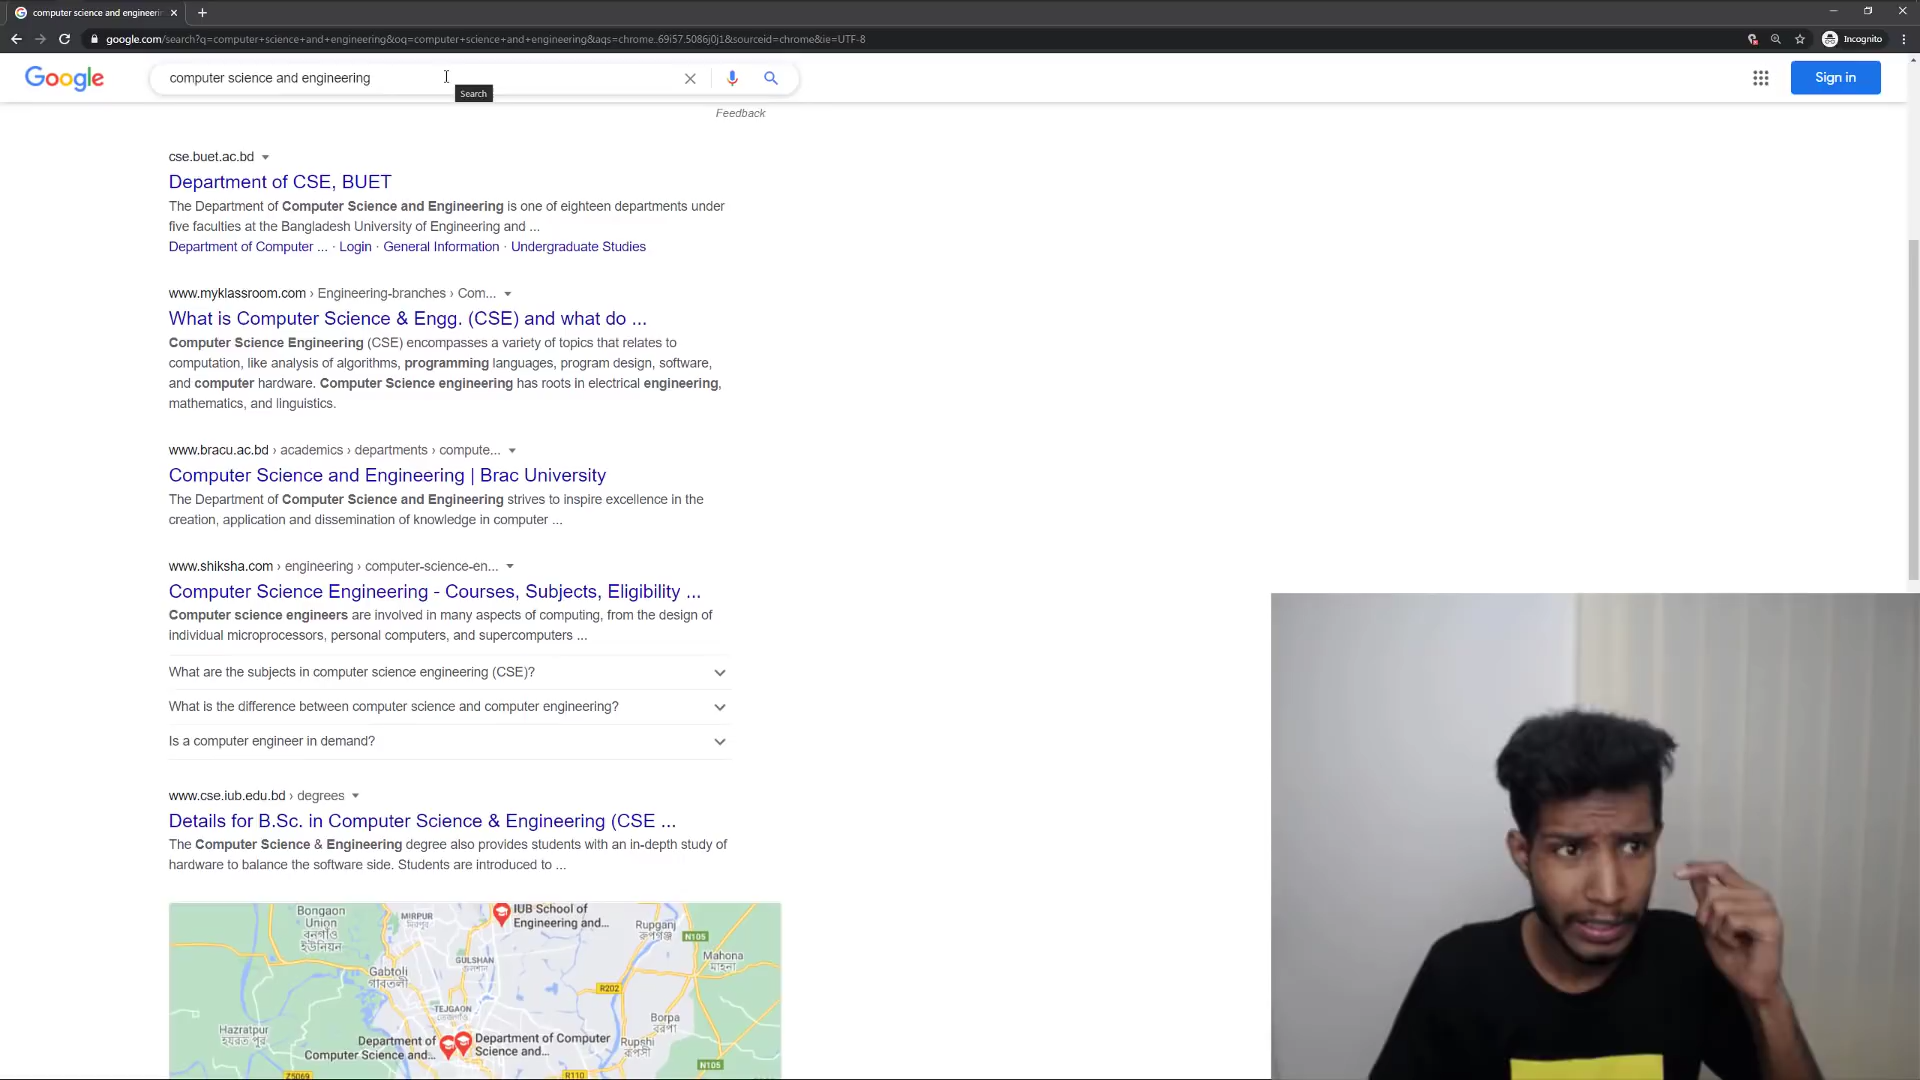 computer science and engineerin
google.com/search?q=computer+science+and+engineering&oq=computer+science+and+engineering&aqs=chrome..69i57.5086j0j1&sourceid=chrome&ie=UTF-8
Incognito
Google
computer science and engineering
Sign in
Search
Feedback
cse.buet.ac.bd
Department of CSE, BUET
The Department of Computer Science and Engineering is one of eighteen departments under
five faculties at the Bangladesh University of Engineering and ...
Department of Computer ... · Login · General Information · Undergraduate Studies
www.myklassroom.com › Engineering-branches › Com...
What is Computer Science & Engg. (CSE) and what do ...
Computer Science Engineering (CSE) encompasses a variety of topics that relates to
computation, like analysis of algorithms, programming languages, program design, software,
and computer hardware. Computer Science engineering has roots in electrical engineering,
mathematics, and linguistics.
www.bracu.ac.bd › academics › departments › compute...
Computer Science and Engineering | Brac University
The Department of Computer Science and Engineering strives to inspire excellence in the
creation, application and dissemination of knowledge in computer ...
www.shiksha.com › engineering › computer-science-en...
Computer Science Engineering - Courses, Subjects, Eligibility ...
Computer science engineers are involved in many aspects of computing, from the design of
individual microprocessors, personal computers, and supercomputers ...
What are the subjects in computer science engineering (CSE)?
What is the difference between computer science and computer engineering?
Is a computer engineer in demand?
www.cse.iub.edu.bd › degrees
Details for B.Sc. in Computer Science & Engineering (CSE ...
The Computer Science & Engineering degree also provides students with an in-depth study of
hardware to balance the software side. Students are introduced to ...
Bongaon
Union
বনগাঁও
ইউনিয়ন
MIRPUR
মিরপুর
IUB School of
Engineering and...
Rupganj
রূপগঞ্জ
N105
Mahona
মাহনা
GULSHAN
গুলশান
Gabtoli
গাবতলী
R202
TEJGAON
তেজগাঁও
Borpa
বরপা
Hazratpur
হযরতপুর
Department of
Computer Science and...
Department of Computer
Science and...
Rupshi
রূপসী
N105
Z5069
R110